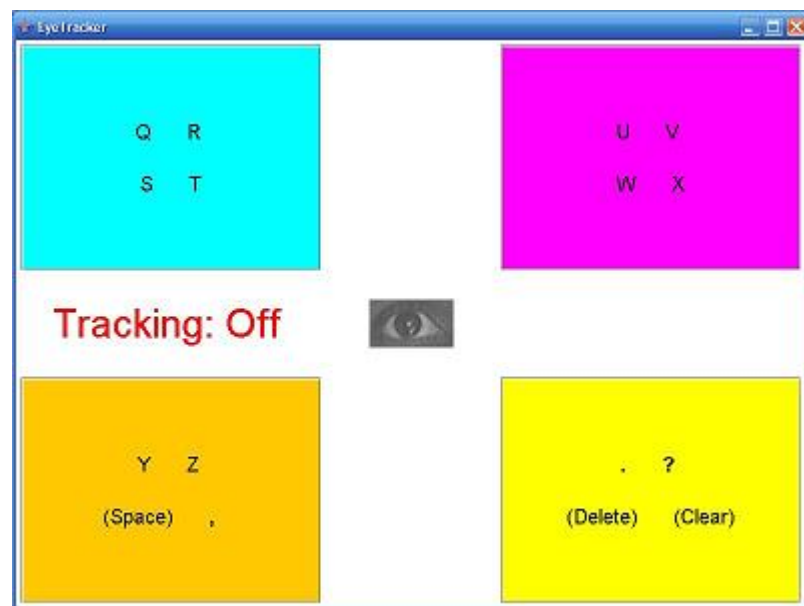 EyeTracker
Q R
S T
U V
W X
Tracking: Off
Y Z
(Space) ,
. ?
(Delete) (Clear)